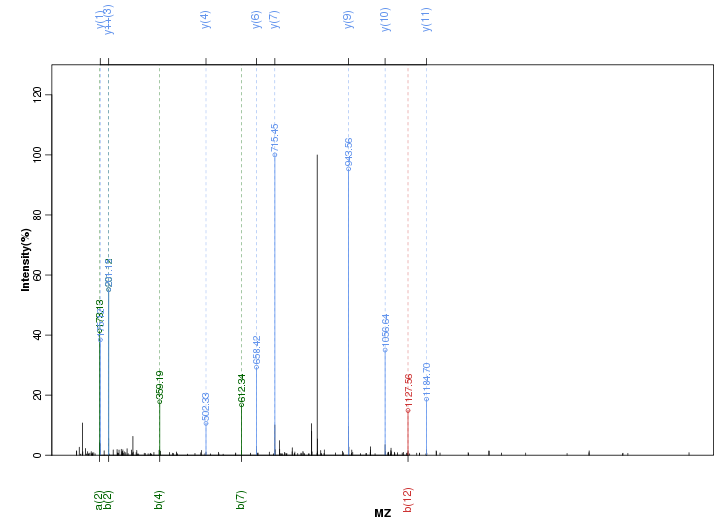 y(1)
y++(3)
y(4)
y(6)
y(7)
y(9)
y(10)
y(11)
Intensity(%)
0
20
40
60
80
100
120
173.13
201.12
359.19
502.33
612.34
658.42
715.45
943.56
1056.64
1127.56
1184.70
a(2)
b(2)
b(4)
b(7)
b(12)
MZ